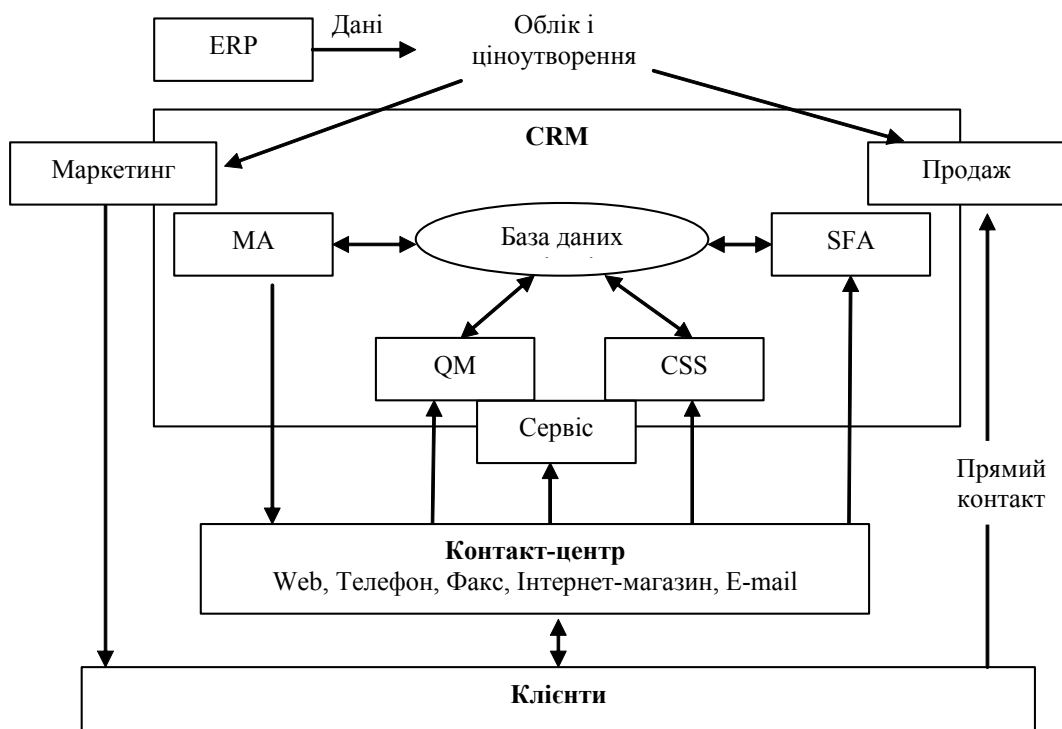 ERP
Дані
Облік і
ціноутворення
CRM
Маркетинг
Продаж
МА
База даних
SFA
QM
CSS
Сервіс
Прямий
контакт
Контакт-центр
Web, Телефон, Факс, Інтернет-магазин, E-mail
Клієнти